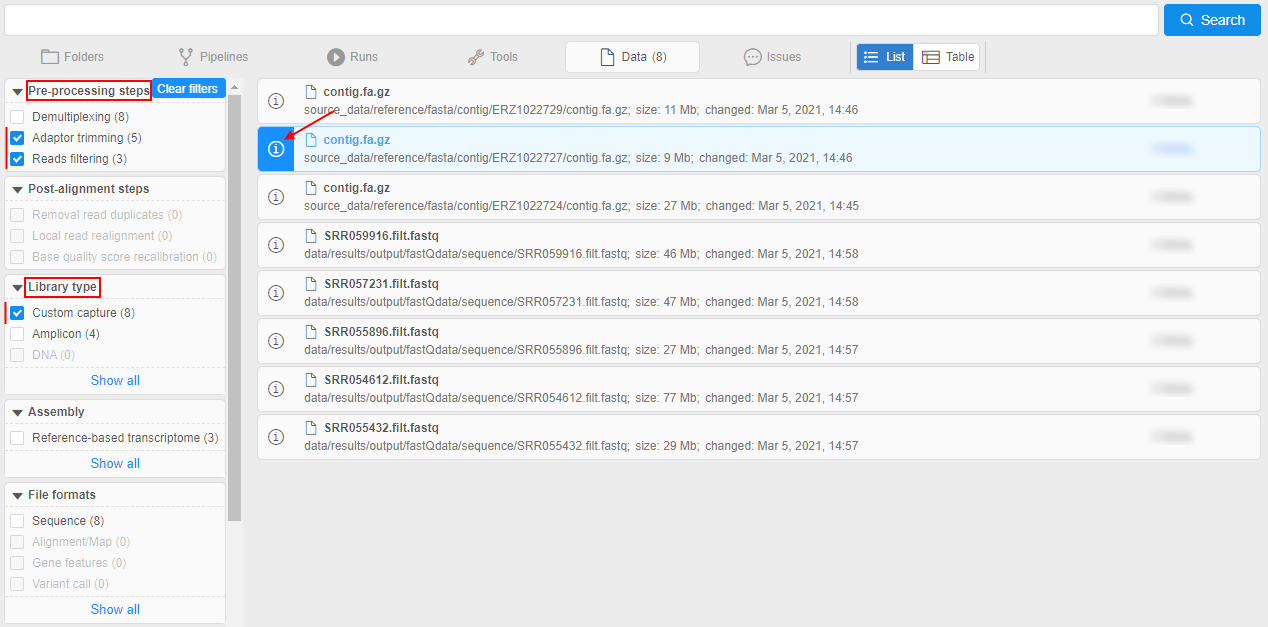 Search
Folders Pipelines Runs Tools Data (8) Issues List Table
Pre-processing steps Clear filters
Demultiplexing (8)
Adaptor trimming (5)
Reads filtering (3)
Post-alignment steps
Removal read duplicates (0)
Local read realignment (0)
Base quality score recalibration (0)
Library type
Custom capture (8)
Amplicon (4)
DNA (0)
Show all
Assembly
Reference-based transcriptome (3)
Show all
File formats
Sequence (8)
Alignment/Map (0)
Gene features (0)
Variant call (0)
Show all
contig.fa.gz
source_data/reference/fasta/contig/ERZ1022729/contig.fa.gz; size: 11 Mb; changed: Mar 5, 2021, 14:46
contig.fa.gz
source_data/reference/fasta/contig/ERZ1022727/contig.fa.gz; size: 9 Mb; changed: Mar 5, 2021, 14:46
contig.fa.gz
source_data/reference/fasta/contig/ERZ1022724/contig.fa.gz; size: 27 Mb; changed: Mar 5, 2021, 14:45
SRR059916.filt.fastq
data/results/output/fastQdata/sequence/SRR059916.filt.fastq; size: 46 Mb; changed: Mar 5, 2021, 14:58
SRR057231.filt.fastq
data/results/output/fastQdata/sequence/SRR057231.filt.fastq; size: 47 Mb; changed: Mar 5, 2021, 14:58
SRR055896.filt.fastq
data/results/output/fastQdata/sequence/SRR055896.filt.fastq; size: 27 Mb; changed: Mar 5, 2021, 14:57
SRR054612.filt.fastq
data/results/output/fastQdata/sequence/SRR054612.filt.fastq; size: 77 Mb; changed: Mar 5, 2021, 14:57
SRR055432.filt.fastq
data/results/output/fastQdata/sequence/SRR055432.filt.fastq; size: 29 Mb; changed: Mar 5, 2021, 14:57